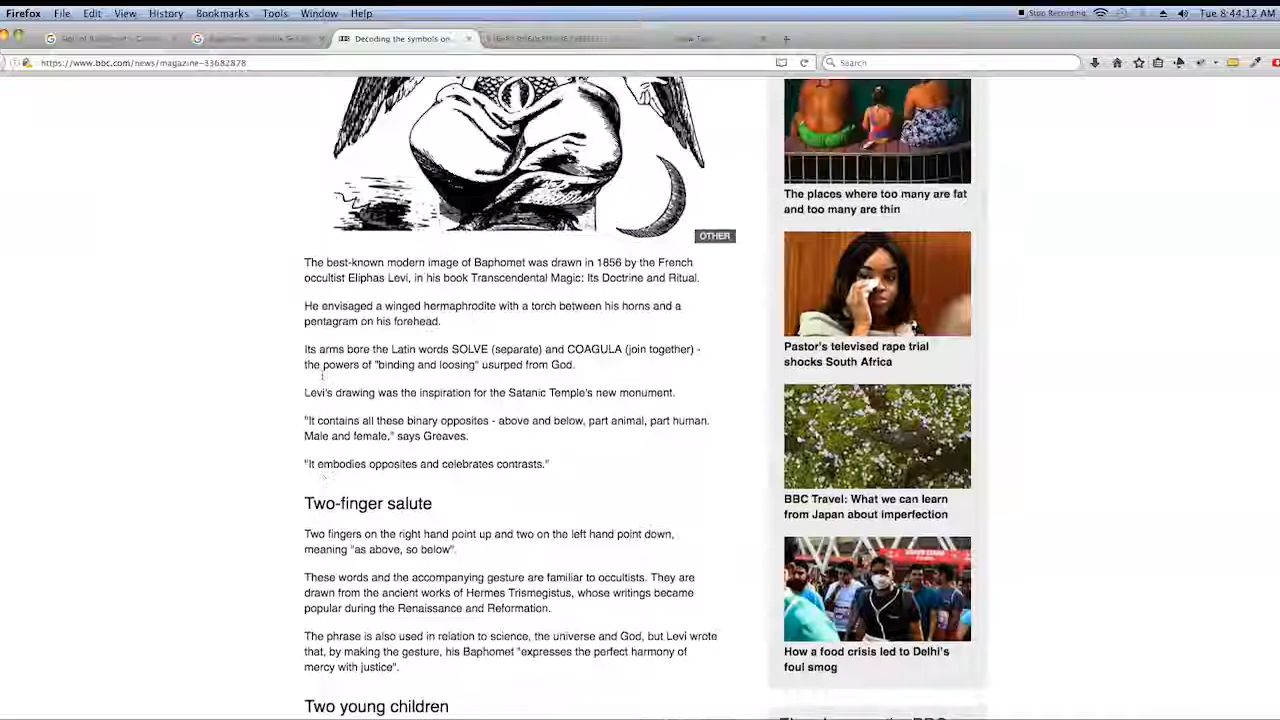 Firefox File Edit View History Bookmarks Tools Window Help
Stop Recording
Tue 8:44:12 AM
Decoding the symbols on
https://www.bbc.com/news/magazine-33682878
Search
OTHER
The best-known modern image of Baphomet was drawn in 1856 by the French
occultist Eliphas Levi, in his book Transcendental Magic: Its Doctrine and Ritual.
He envisaged a winged hermaphrodite with a torch between his horns and a
pentagram on his forehead.
Its arms bore the Latin words SOLVE (separate) and COAGULA (join together) -
the powers of "binding and loosing" usurped from God.
Levi's drawing was the inspiration for the Satanic Temple's new monument.
"It contains all these binary opposites - above and below, part animal, part human.
Male and female," says Greaves.
"It embodies opposites and celebrates contrasts."
Two-finger salute
Two fingers on the right hand point up and two on the left hand point down,
meaning "as above, so below".
These words and the accompanying gesture are familiar to occultists. They are
drawn from the ancient works of Hermes Trismegistus, whose writings became
popular during the Renaissance and Reformation.
The phrase is also used in relation to science, the universe and God, but Levi wrote
that, by making the gesture, his Baphomet "expresses the perfect harmony of
mercy with justice".
Two young children
The places where too many are fat
and too many are thin
Pastor's televised rape trial
shocks South Africa
BBC Travel: What we can learn
from Japan about imperfection
How a food crisis led to Delhi's
foul smog